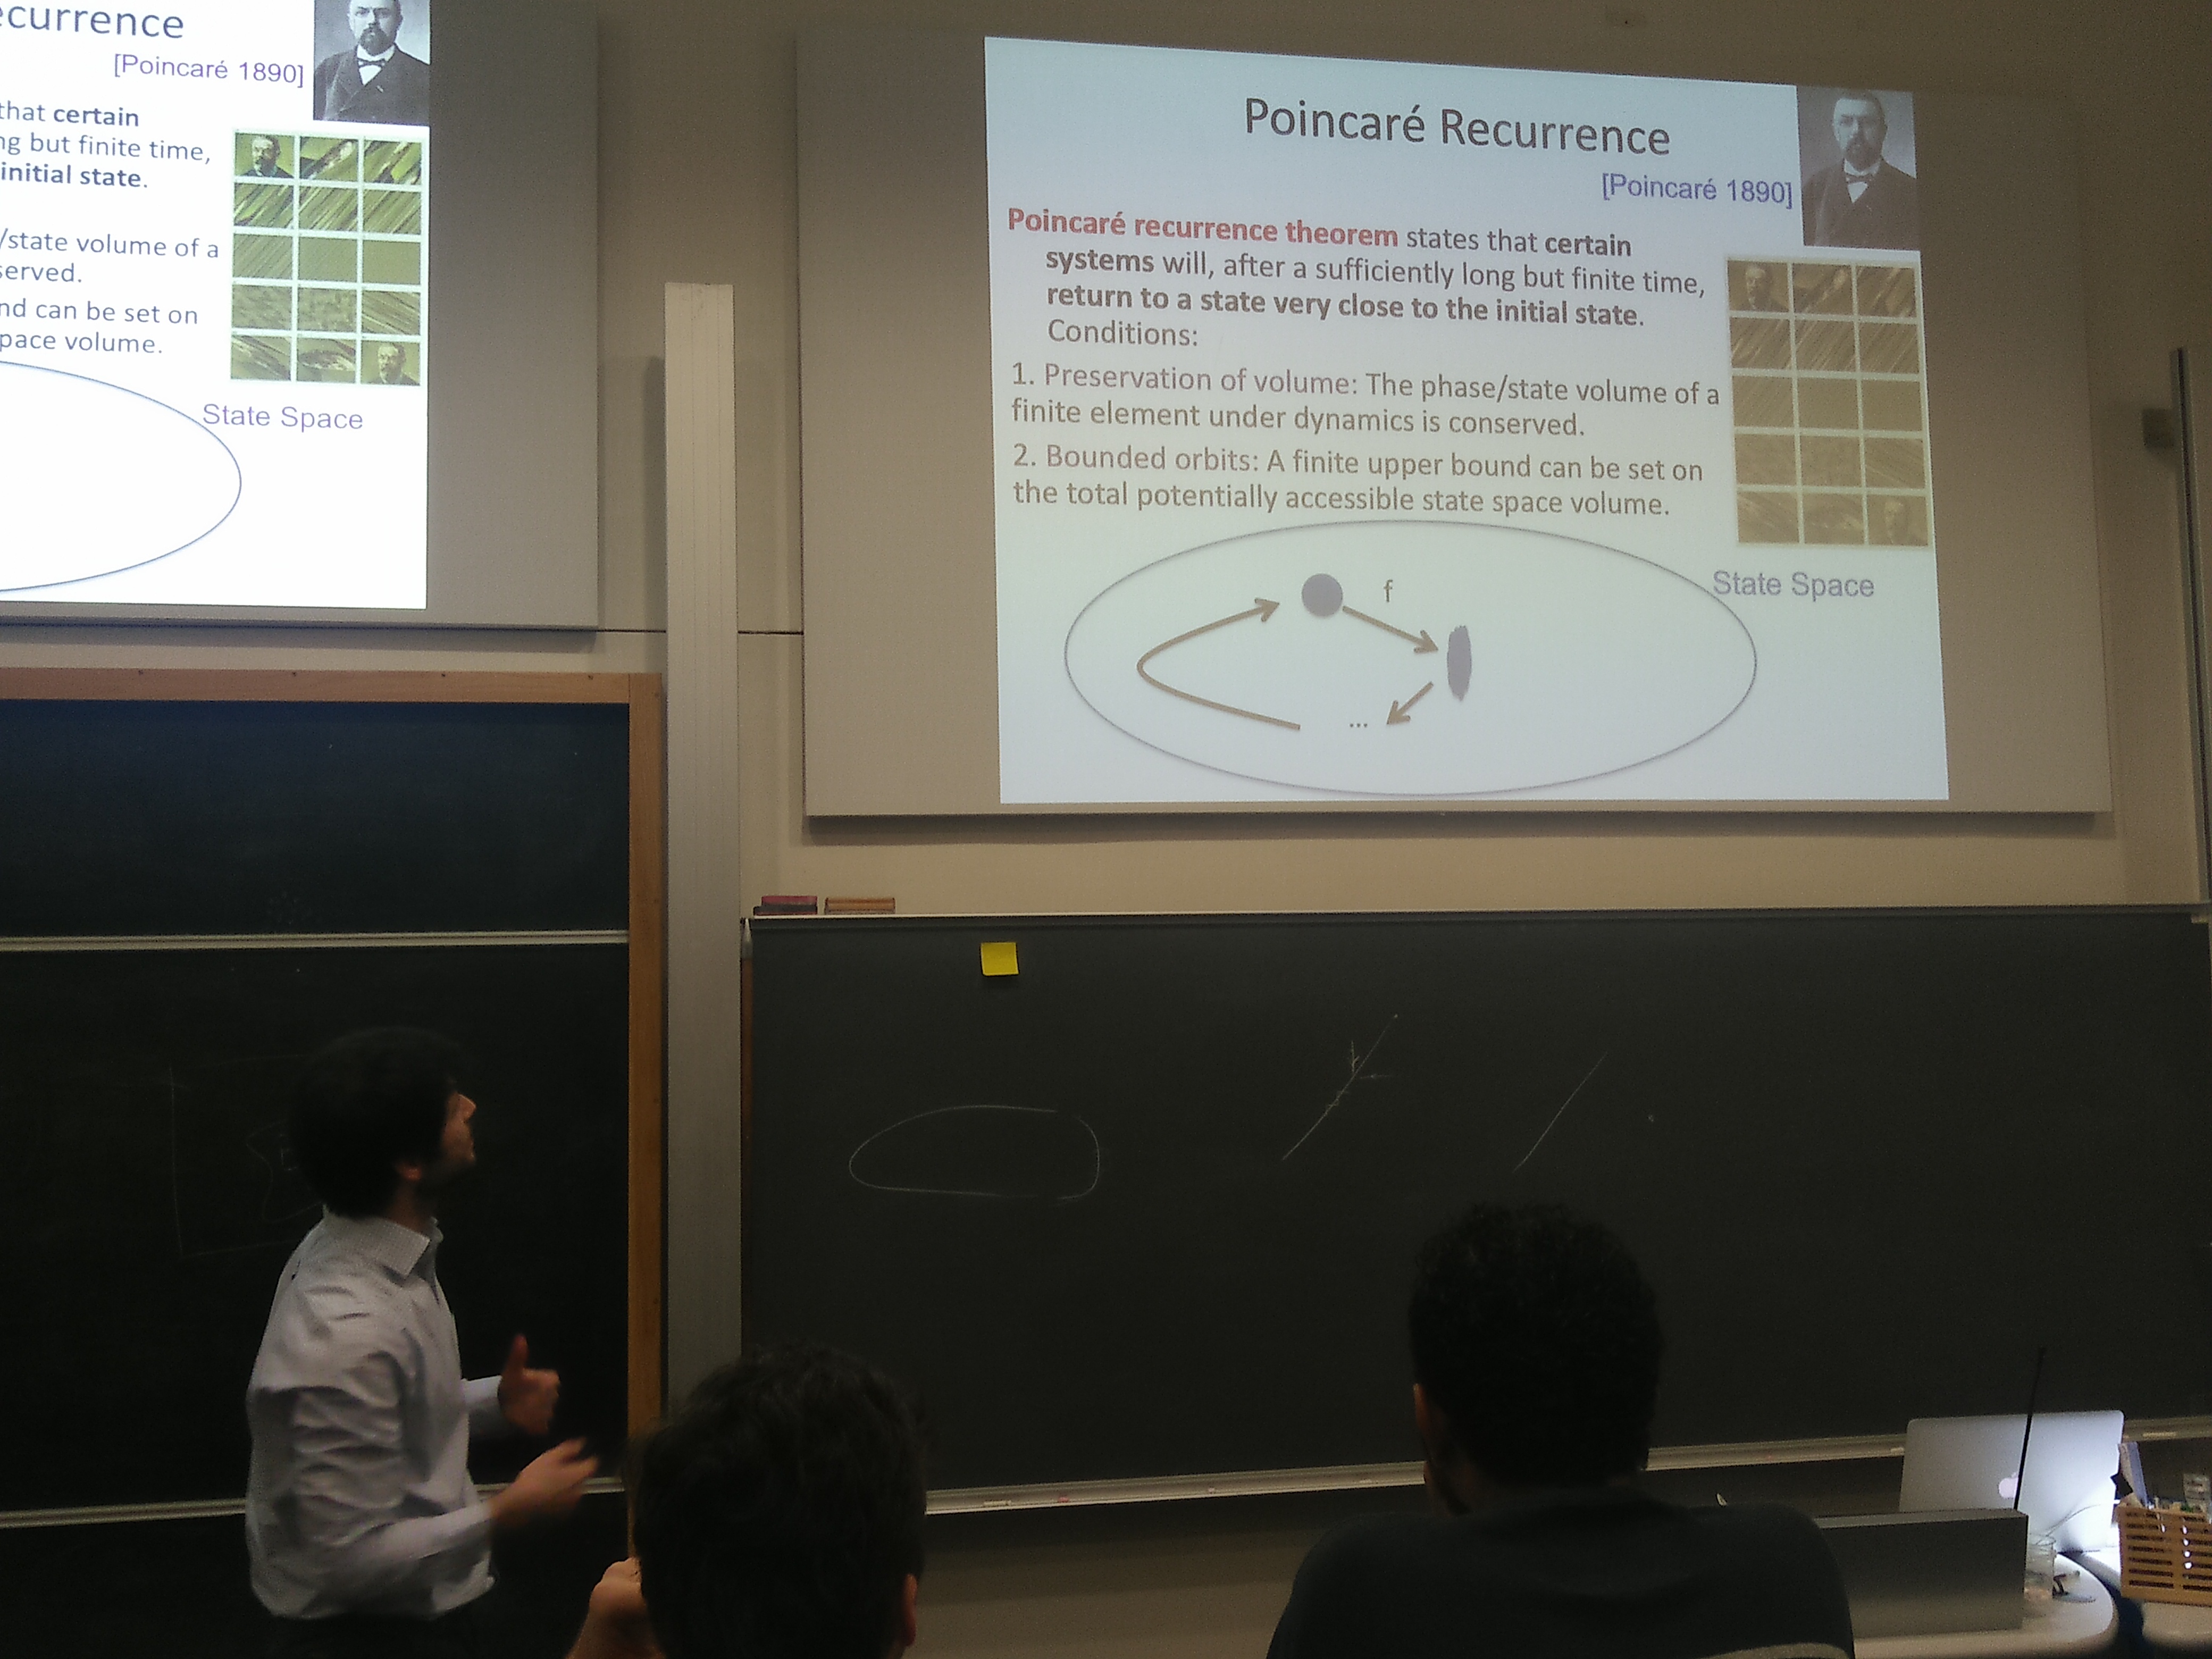 ecurrence
[Poincaré 1890]
that certain
ng but finite time,
initial state.
/state volume of a
served.
nd can be set on
pace volume.
State Space
Poincaré Recurrence
[Poincaré 1890]
Poincaré recurrence theorem states that certain
systems will, after a sufficiently long but finite time,
return to a state very close to the initial state.
Conditions:
1. Preservation of volume: The phase/state volume of a
finite element under dynamics is conserved.
2. Bounded orbits: A finite upper bound can be set on
the total potentially accessible state space volume.
State Space
f
...